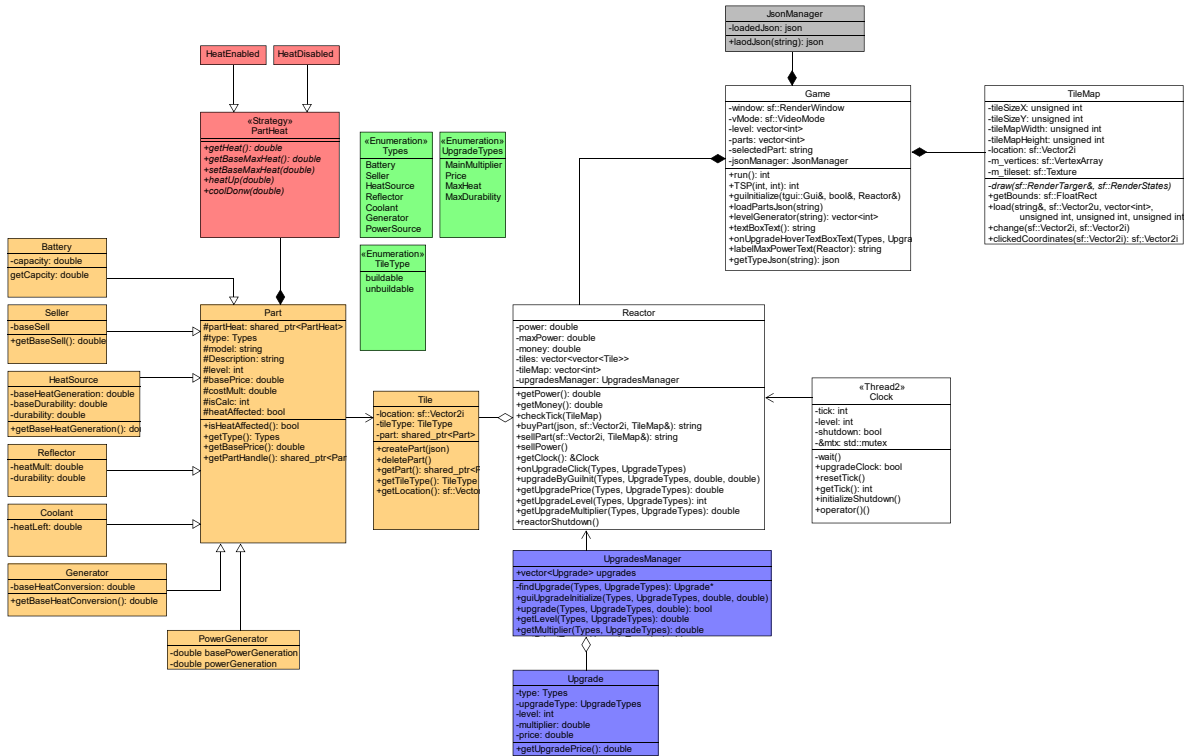 JsonManager
-loadedJson: json
+laodJson(string): json
HeatEnabled
HeatDisabled
«Strategy»
PartHeat
+getHeat(): double
+getBaseMaxHeat(): double
+setBaseMaxHeat(double)
+heatUp(double)
+coolDonw(double)
«Enumeration»
Types
Battery
Seller
HeatSource
Reflector
Coolant
Generator
PowerSource
«Enumeration»
UpgradeTypes
MainMultiplier
Price
MaxHeat
MaxDurability
«Enumeration»
TileType
buildable
unbuildable
Game
-window: sf::RenderWindow
-vMode: sf::VideoMode
-level: vector<int>
-parts: vector<int>
-selectedPart: string
-jsonManager: JsonManager
+run(): int
+TSP(int, int): int
+guiInitialize(tgui::Gui&, bool&, Reactor&)
+loadPartsJson(string)
+levelGenerator(string): vector<int>
+textBoxText(): string
+onUpgradeHoverTextBoxText(Types, Upgra
+labelMaxPowerText(Reactor): string
+getTypeJson(string): json
TileMap
-tileSizeX: unsigned int
-tileSizeY: unsigned int
-tileMapWidth: unsigned int
-tileMapHeight: unsigned int
-location: sf::Vector2i
-m_vertices: sf::VertexArray
-m_tileset: sf::Texture
-draw(sf::RenderTarger&, sf::RenderStates)
+getBounds: sf::FloatRect
+load(string&, sf::Vector2u, vector<int>,
unsigned int, unsigned int, unsigned int
+change(sf::Vector2i, sf::Vector2i)
+clickedCoordinates(sf::Vector2i): sf::Vector2i
Battery
-capacity: double
getCapcity: double
Seller
-baseSell
+getBaseSell(): double
HeatSource
-baseHeatGeneration: double
-baseDurability: double
-durability: double
+getBaseHeatGeneration(): dou
Reflector
-heatMult: double
-durability: double
Coolant
-heatLeft: double
Generator
-baseHeatConversion: double
+getBaseHeatConversion(): double
PowerGenerator
-double basePowerGeneration
-double powerGeneration
Part
#partHeat: shared_ptr<PartHeat>
#type: Types
#model: string
#Description: string
#level: int
#basePrice: double
#costMult: double
#isCalc: int
#heatAffected: bool
+isHeatAffected(): bool
+getType(): Types
+getBasePrice(): double
+getPartHandle(): shared_ptr<Par
Tile
-location: sf::Vector2i
-tileType: TileType
-part: shared_ptr<Part>
+createPart(json)
+deletePart()
+getPart(): shared_ptr<P
+getTileType(): TileType
+getLocation(): sf::Vector
Reactor
-power: double
-maxPower: double
-money: double
-tiles: vector<vector<Tile>>
-tileMap: vector<int>
-upgradesManager: UpgradesManager
+getPower(): double
+getMoney(): double
+checkTick(TileMap)
+buyPart(json, sf::Vector2i, TileMap&): string
+sellPart(sf::Vector2i, TileMap&): string
+sellPower()
+getClock(): &Clock
+onUpgradeClick(Types, UpgradeTypes)
+upgradeByGuiInit(Types, UpgradeTypes, double, double)
+getUpgradePrice(Types, UpgradeTypes): double
+getUpgradeLevel(Types, UpgradeTypes): int
+getUpgradeMultiplier(Types, UpgradeTypes): double
+reactorShutdown()
«Thread2»
Clock
-tick: int
-level: int
-shutdown: bool
-&mtx: std::mutex
-wait()
+upgradeClock: bool
+resetTick()
+getTick(): int
+initializeShutdown()
+operator()()
UpgradesManager
+vector<Upgrade> upgrades
-findUpgrade(Types, UpgradeTypes): Upgrade*
+guiUpgradeInitialize(Types, UpgradeTypes, double, double)
+upgrade(Types, UpgradeTypes, double): bool
+getLevel(Types, UpgradeTypes): double
+getMultiplier(Types, UpgradeTypes): double
Upgrade
-type: Types
-upgradeType: UpgradeTypes
-level: int
-multiplier: double
-price: double
+getUpgradePrice(): double